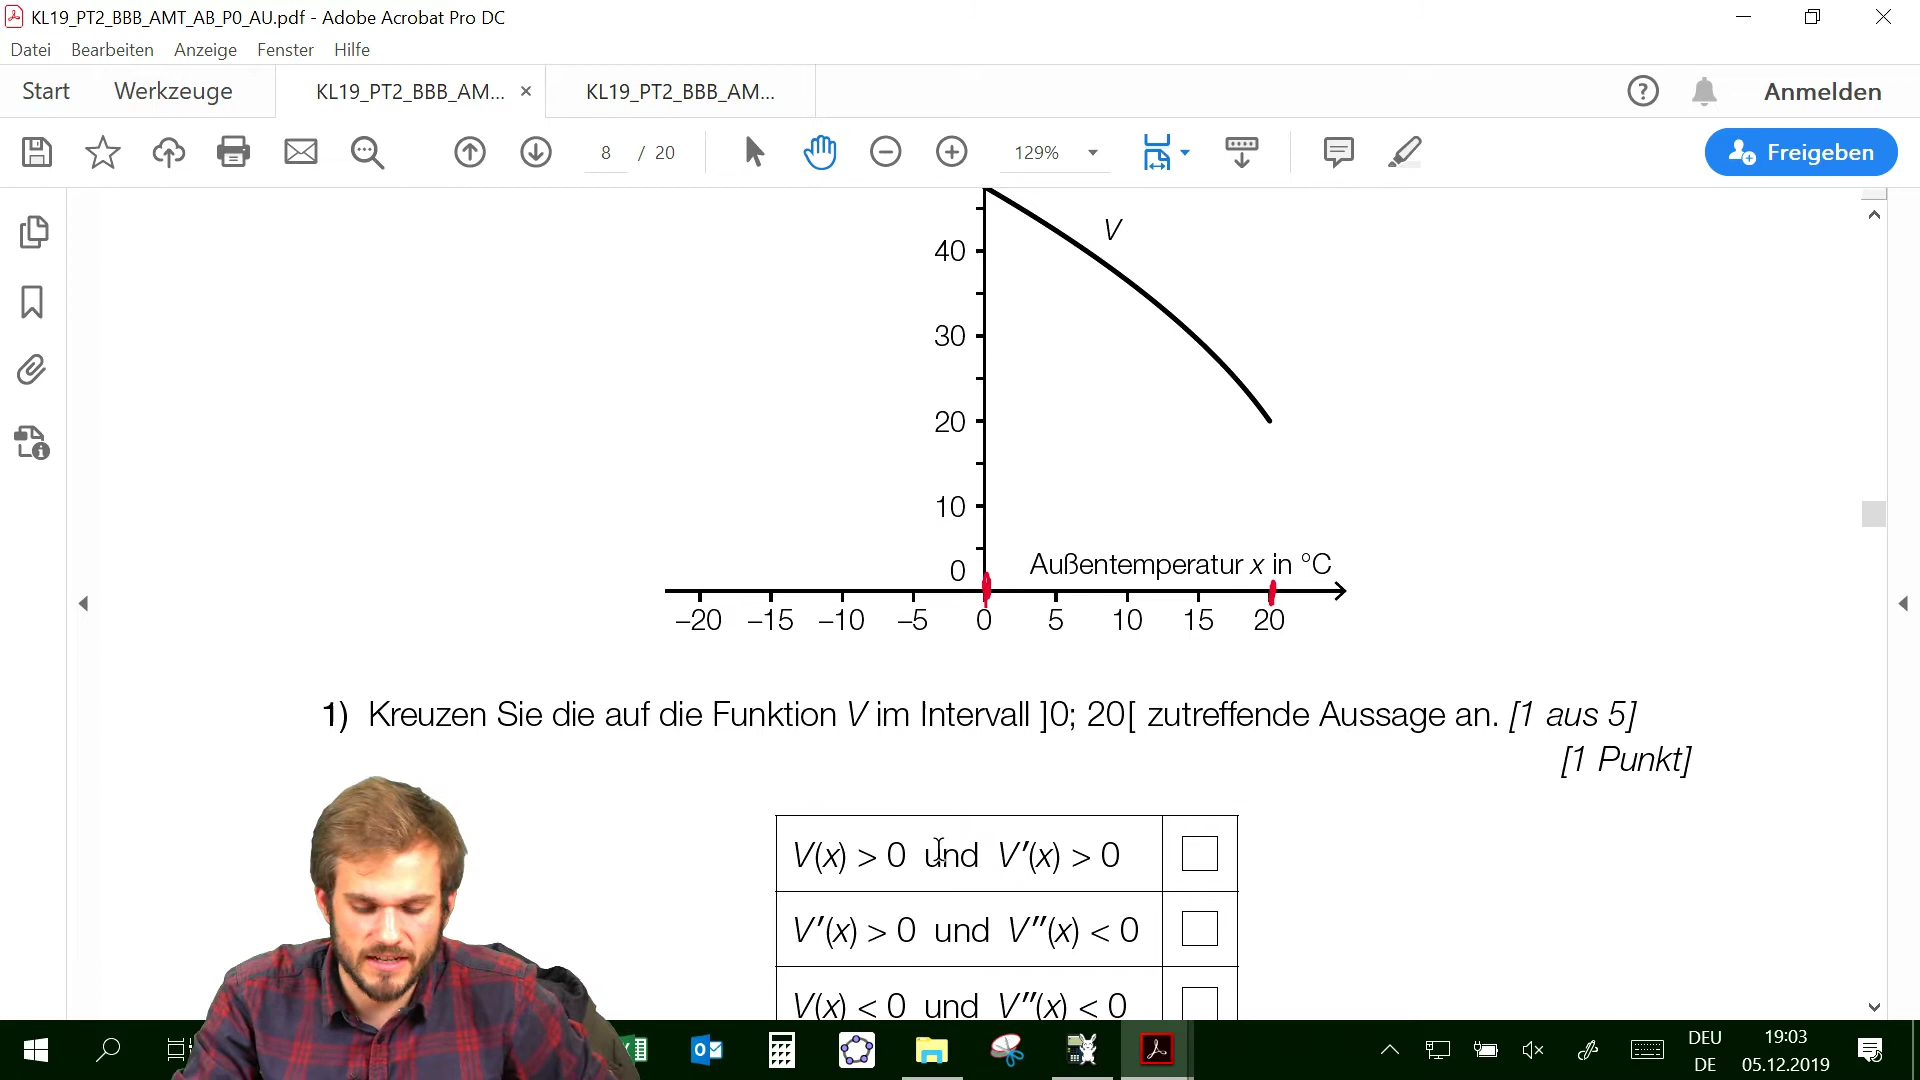 KL19_PT2_BBB_AMT_AB_P0_AU.pdf - Adobe Acrobat Pro DC
Datei Bearbeiten Anzeige Fenster Hilfe
Start Werkzeuge KL19_PT2_BBB_AM... × KL19_PT2_BBB_AM... Anmelden
8 / 20 129% Freigeben
V
40
30
20
10
0
Außentemperatur x in °C
–20 –15 –10 –5 0 5 10 15 20
1) Kreuzen Sie die auf die Funktion V im Intervall ]0; 20[ zutreffende Aussage an. [1 aus 5]
[1 Punkt]
V(x) > 0 und V′(x) > 0
V′(x) > 0 und V″(x) < 0
V(x) < 0 und V″(x) < 0
DEU 19:03
DE 05.12.2019